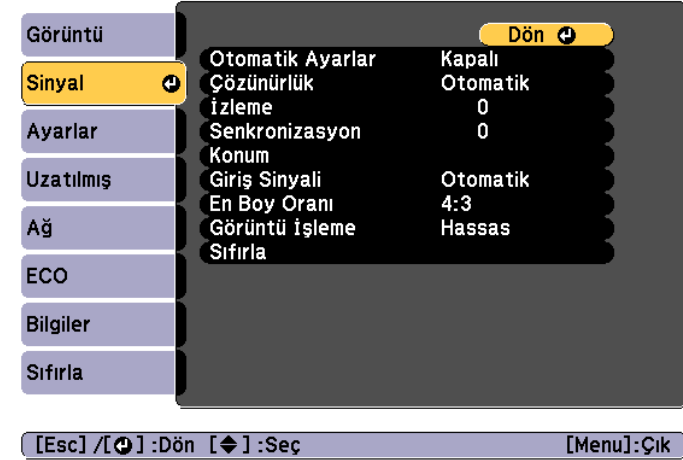 Görüntü
Sinyal
Ayarlar
Uzatılmış
Ağ
ECO
Bilgiler
Sıfırla
Dön
Otomatik Ayarlar Kapalı
Çözünürlük Otomatik
İzleme 0
Senkronizasyon 0
Konum
Giriş Sinyali Otomatik
En Boy Oranı 4:3
Görüntü İşleme Hassas
Sıfırla
[Esc] /[ ] :Dön [ ] :Seç [Menu]:Çık